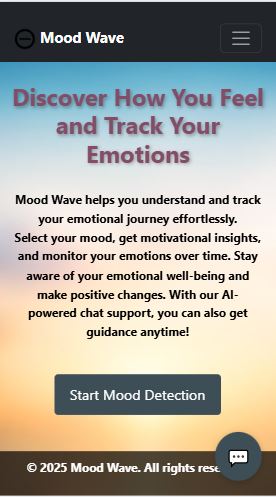 Mood Wave
Discover How You Feel
and Track Your
Emotions
Mood Wave helps you understand and track
your emotional journey effortlessly.
Select your mood, get motivational insights,
and monitor your emotions over time. Stay
aware of your emotional well-being and
make positive changes. With our AI-
powered chat support, you can also get
guidance anytime!
Start Mood Detection
© 2025 Mood Wave. All rights